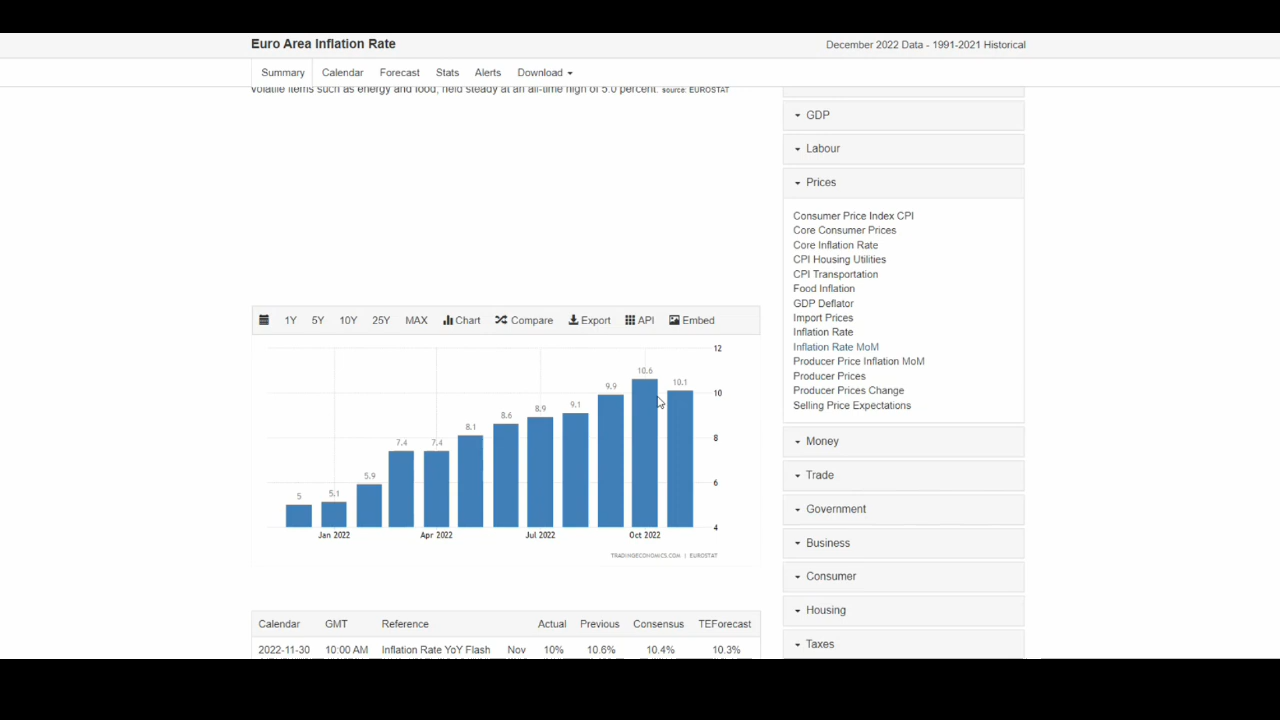 Euro Area Inflation Rate
December 2022 Data - 1991-2021 Historical
Summary Calendar Forecast Stats Alerts Download
volatile items such as energy and food, held steady at an all-time high of 5.0 percent. source: EUROSTAT
GDP
Labour
Prices
Consumer Price Index CPI
Core Consumer Prices
Core Inflation Rate
CPI Housing Utilities
CPI Transportation
Food Inflation
GDP Deflator
Import Prices
Inflation Rate
Inflation Rate MoM
Producer Price Inflation MoM
Producer Prices
Producer Prices Change
Selling Price Expectations
Money
Trade
Government
Business
Consumer
Housing
Taxes
1Y 5Y 10Y 25Y MAX Chart Compare Export API Embed
12
10.6
10.1
9.9
10
9.1
8.9
8.6
8.1
8
7.4 7.4
5.9
6
5.1
5
4
Jan 2022 Apr 2022 Jul 2022 Oct 2022
TRADINGECONOMICS.COM | EUROSTAT
Calendar GMT Reference Actual Previous Consensus TEForecast
2022-11-30 10:00 AM Inflation Rate YoY Flash Nov 10% 10.6% 10.4% 10.3%